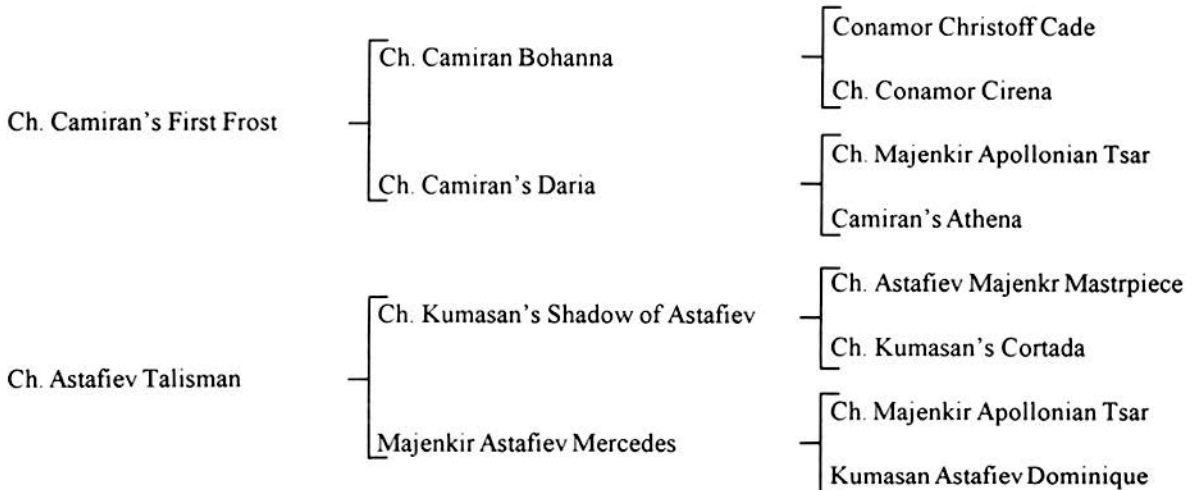 Conamor Christoff Cade
Ch. Camiran Bohanna
Ch. Conamor Cirena
Ch. Camiran's First Frost
Ch. Majenkir Apollonian Tsar
Ch. Camiran's Daria
Camiran's Athena
Ch. Astafiev Majenkr Mastrpiece
Ch. Kumasan's Shadow of Astafiev
Ch. Kumasan's Cortada
Ch. Astafiev Talisman
Ch. Majenkir Apollonian Tsar
Majenkir Astafiev Mercedes
Kumasan Astafiev Dominique